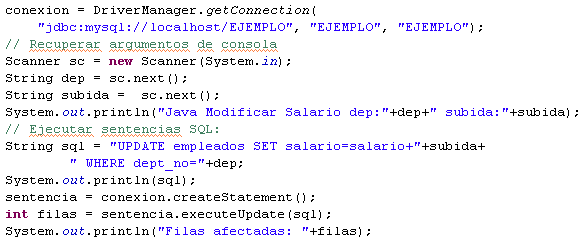 conexion = DriverManager.getConnection(
"jdbc:mysql://localhost/EJEMPLO", "EJEMPLO", "EJEMPLO");
// Recuperar argumentos de consola
Scanner sc = new Scanner(System.in);
String dep = sc.next();
String subida =  sc.next();
System.out.println("Java Modificar Salario dep:"+dep+" subida:"+subida);
// Ejecutar sentencias SQL:
String sql = "UPDATE empleados SET salario=salario+"+subida+
" WHERE dept_no="+dep;
System.out.println(sql);
sentencia = conexion.createStatement();
int filas = sentencia.executeUpdate(sql);
System.out.println("Filas afectadas: "+filas);